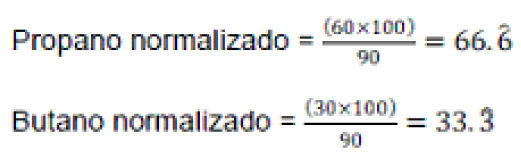 Propano normalizado = (60×100)/90 = 66.6̂
Butano normalizado = (30×100)/90 = 33.3̂